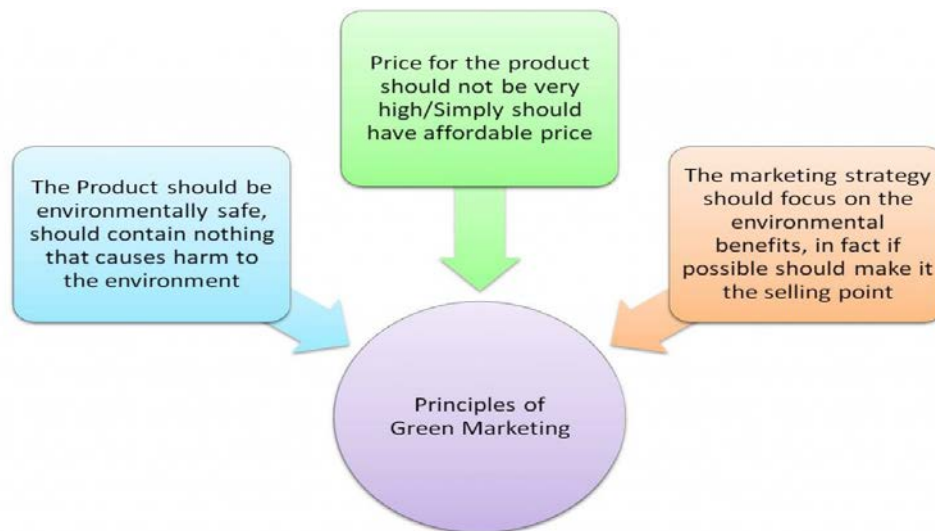 Price for the product
should not be very
high/Simply should
have affordable price
The Product should be
environmentally safe,
should contain nothing
that causes harm to
the environment
The marketing strategy
should focus on the
environmental
benefits, in fact if
possible should make it
the selling point
Principles of
Green Marketing